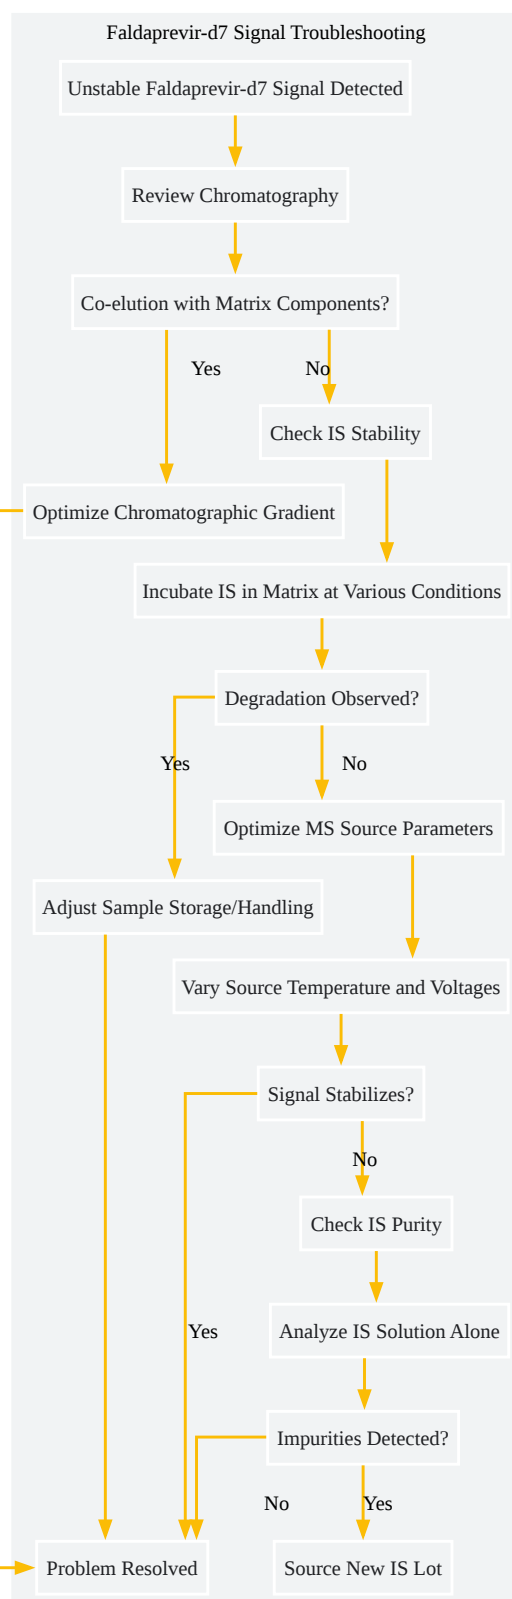 Faldaprevir-d7 Signal Troubleshooting
Unstable Faldaprevir-d7 Signal Detected
Review Chromatography
Co-elution with Matrix Components?
Yes
No
Check IS Stability
Optimize Chromatographic Gradient
Incubate IS in Matrix at Various Conditions
Degradation Observed?
Yes
No
Optimize MS Source Parameters
Adjust Sample Storage/Handling
Vary Source Temperature and Voltages
Signal Stabilizes?
No
Check IS Purity
Yes
Analyze IS Solution Alone
Impurities Detected?
No
Yes
Problem Resolved
Source New IS Lot